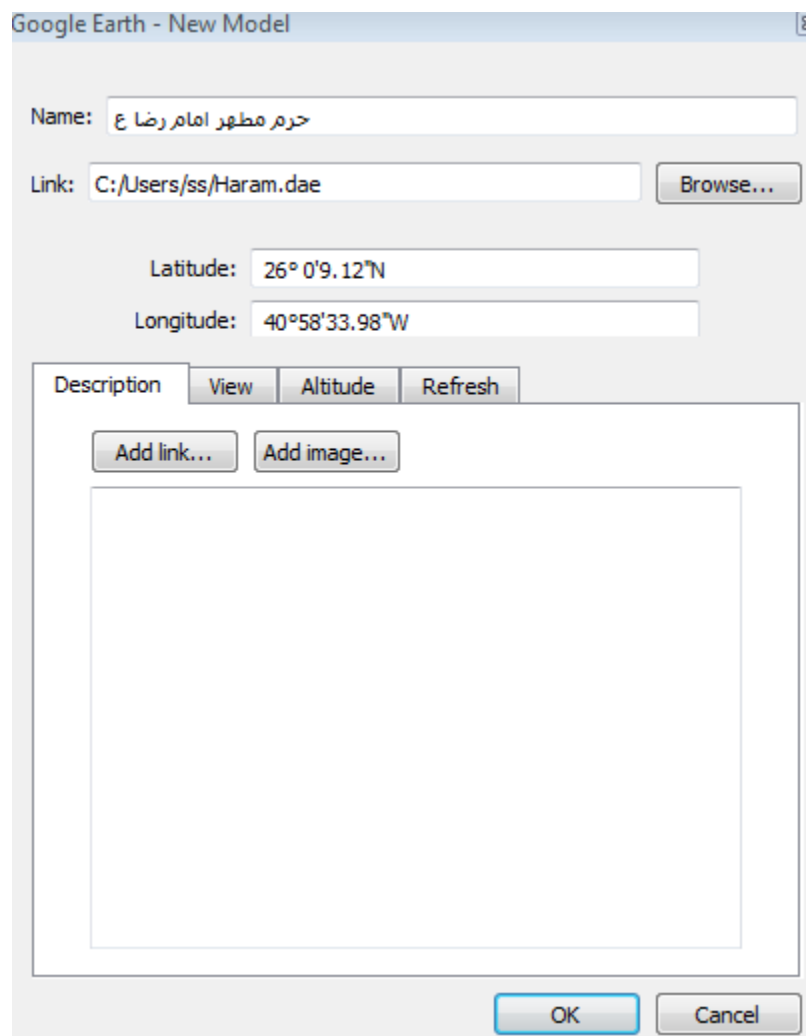 Google Earth - New Model
Name: حرم مطهر امام رضا ع
Link: C:/Users/ss/Haram.dae Browse...
Latitude: 26° 0'9.12"N
Longitude: 40°58'33.98"W
Description View Altitude Refresh
Add link... Add image...
OK Cancel